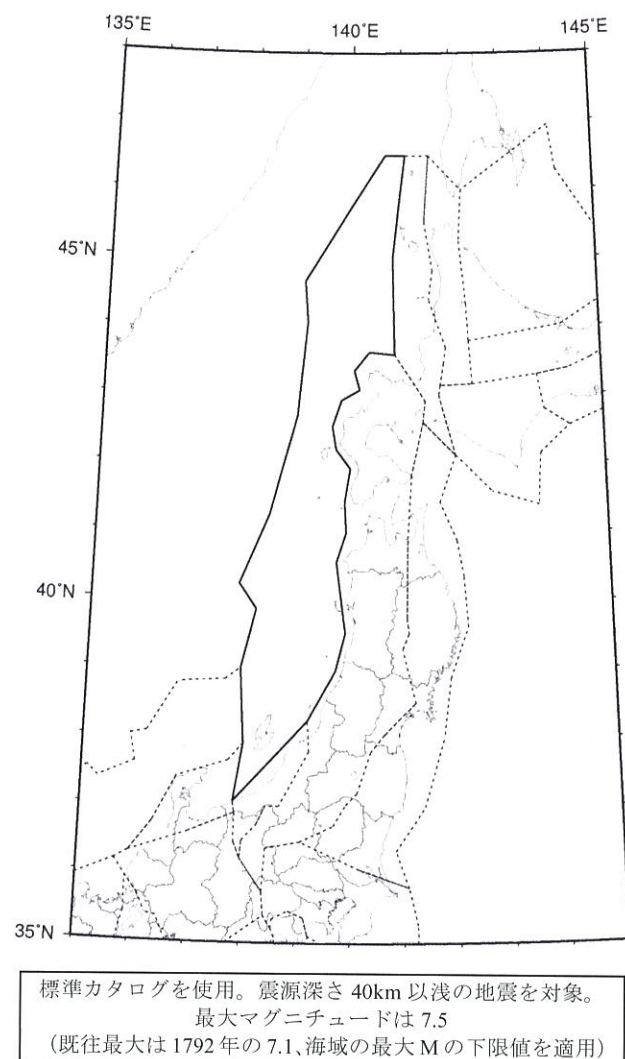 135°E
140°E
145°E
45°N
40°N
35°N
標準カタログを使用。震源深さ 40km 以浅の地震を対象。
最大マグニチュードは 7.5
（既往最大は 1792 年の 7.1、海域の最大 M の下限値を適用）